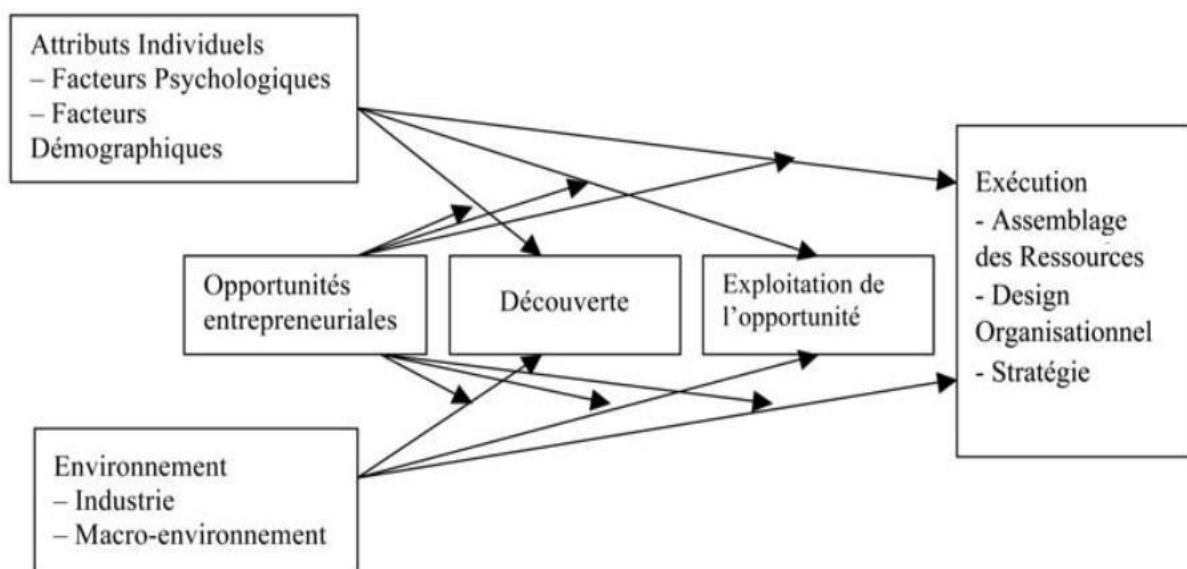 Attributs Individuels
– Facteurs Psychologiques
– Facteurs
Démographiques
Opportunités
entrepreneuriales
Découverte
Exploitation de
l’opportunité
Exécution
- Assemblage
des Ressources
- Design
Organisationnel
- Stratégie
Environnement
– Industrie
– Macro-environnement